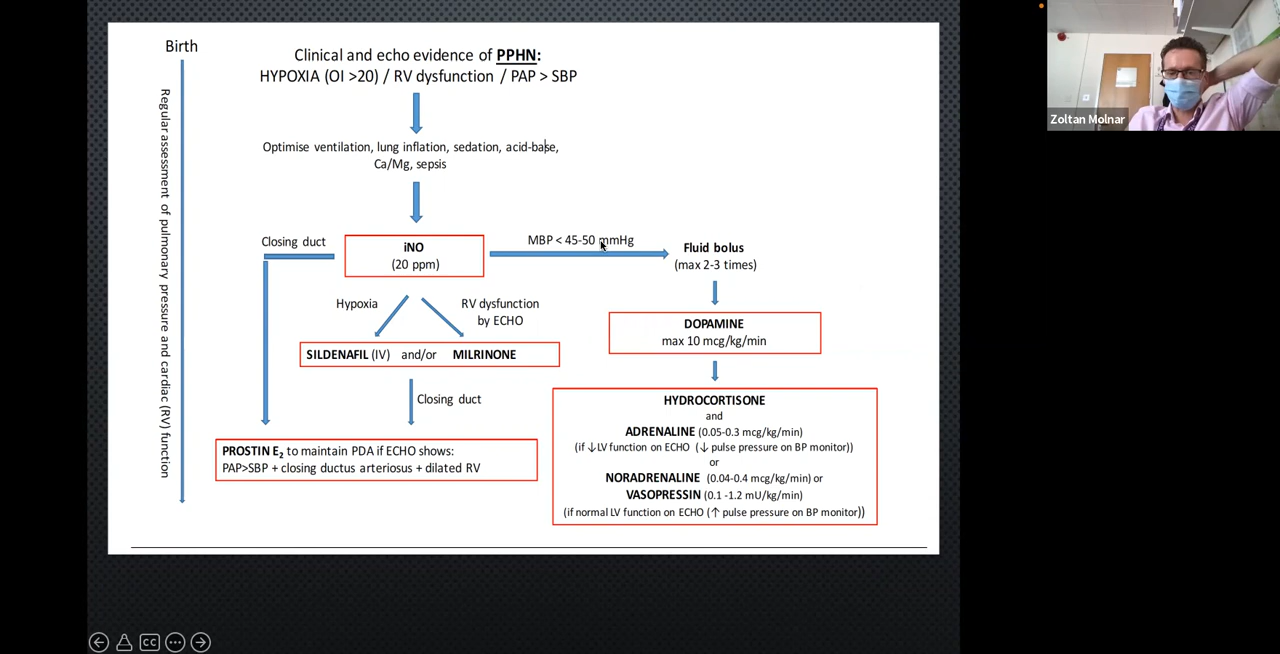 Birth
Regular assessment of pulmonary pressure and cardiac (RV) function
Clinical and echo evidence of PPHN:
HYPOXIA (OI >20) / RV dysfunction / PAP > SBP
Optimise ventilation, lung inflation, sedation, acid-base,
Ca/Mg, sepsis
Closing duct
iNO
(20 ppm)
MBP < 45-50 mmHg
Fluid bolus
(max 2-3 times)
Hypoxia
RV dysfunction
by ECHO
SILDENAFIL (IV) and/or MILRINONE
DOPAMINE
max 10 mcg/kg/min
Closing duct
PROSTIN E₂ to maintain PDA if ECHO shows:
PAP>SBP + closing ductus arteriosus + dilated RV
HYDROCORTISONE
and
ADRENALINE (0.05-0.3 mcg/kg/min)
(if ↓LV function on ECHO (↓ pulse pressure on BP monitor))
or
NORADRENALINE (0.04-0.4 mcg/kg/min) or
VASOPRESSIN (0.1 -1.2 mU/kg/min)
(if normal LV function on ECHO (↑ pulse pressure on BP monitor))
Zoltan Molnar
CC